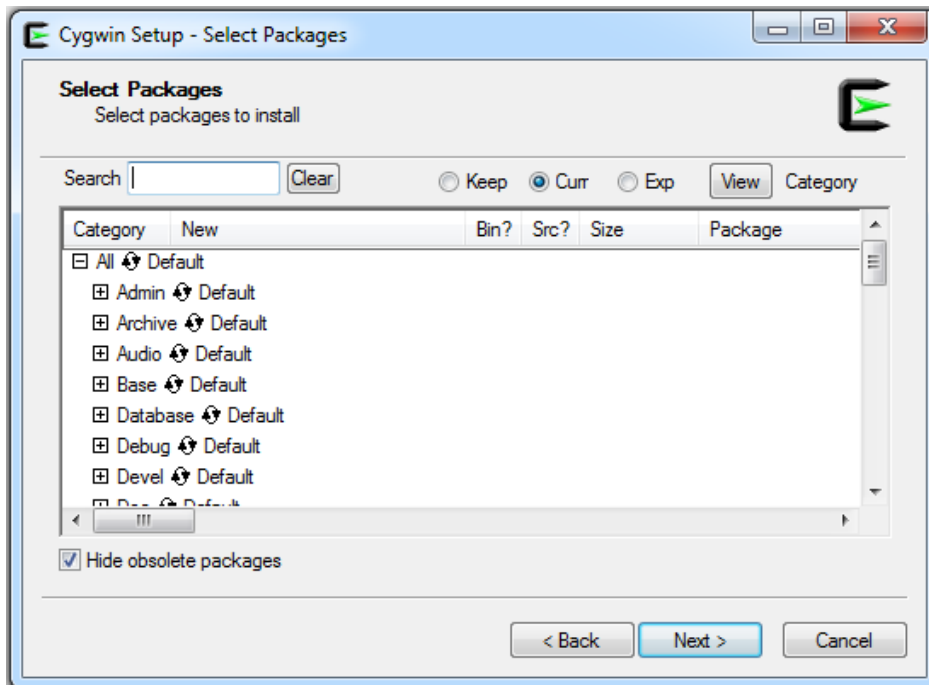 Cygwin Setup - Select Packages
Select Packages
Select packages to install
Search Clear Keep Curr Exp View Category
Category New Bin? Src? Size Package
All Default
Admin Default
Archive Default
Audio Default
Base Default
Database Default
Debug Default
Devel Default
Hide obsolete packages
< Back Next > Cancel